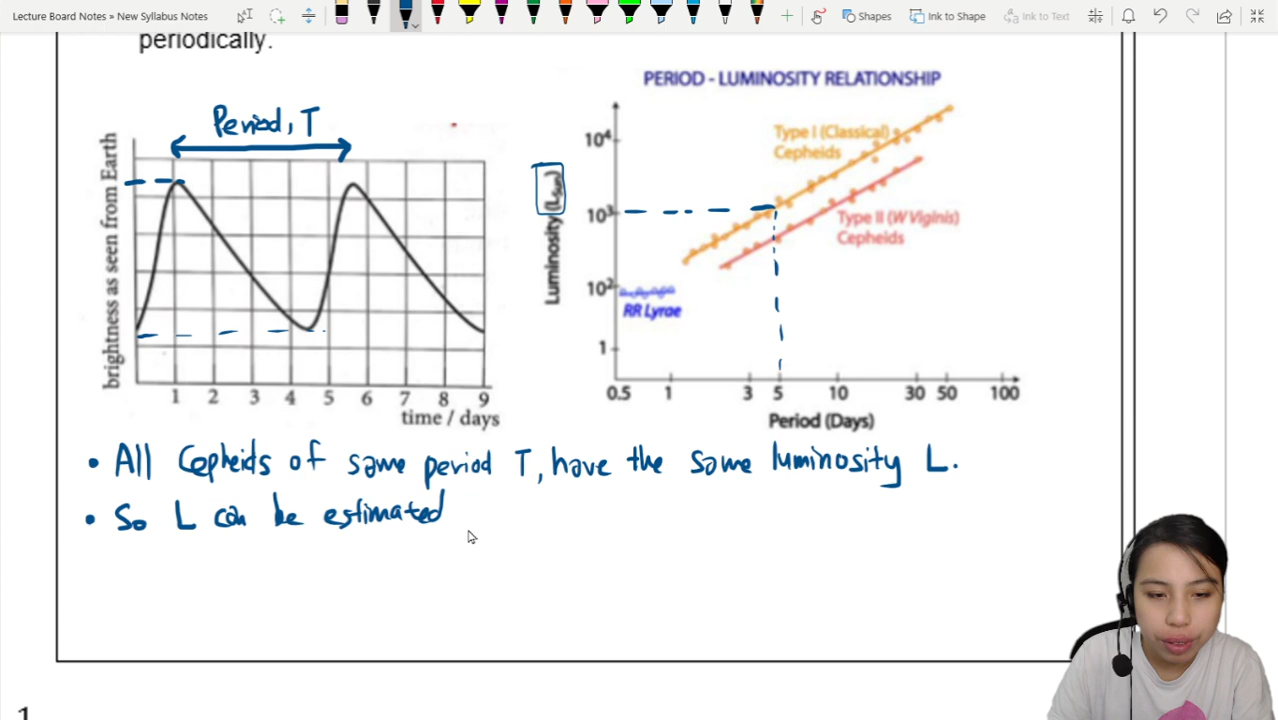 Lecture Board Notes » New Syllabus Notes
Shapes
Ink to Shape
Ink to Text
periodically.
Period, T
brightness as seen from Earth
1 2 3 4 5 6 7 8 9
time / days
PERIOD - LUMINOSITY RELATIONSHIP
Luminosity (LSun)
10⁴
10³
10²
1
Type I (Classical)
Cepheids
Type II (W Viginis)
Cepheids
RR Lyrae
0.5 1 3 5 10 30 50 100
Period (Days)
• All Cepheids of same period T, have the same luminosity L.
• So L can be estimated
1